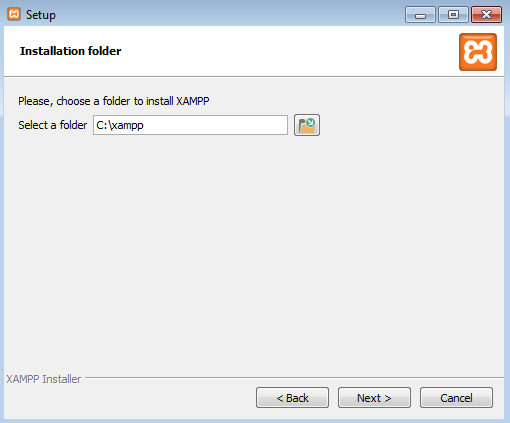 Setup
Installation folder
Please, choose a folder to install XAMPP
Select a folder C:\xampp
XAMPP Installer
< Back Next > Cancel